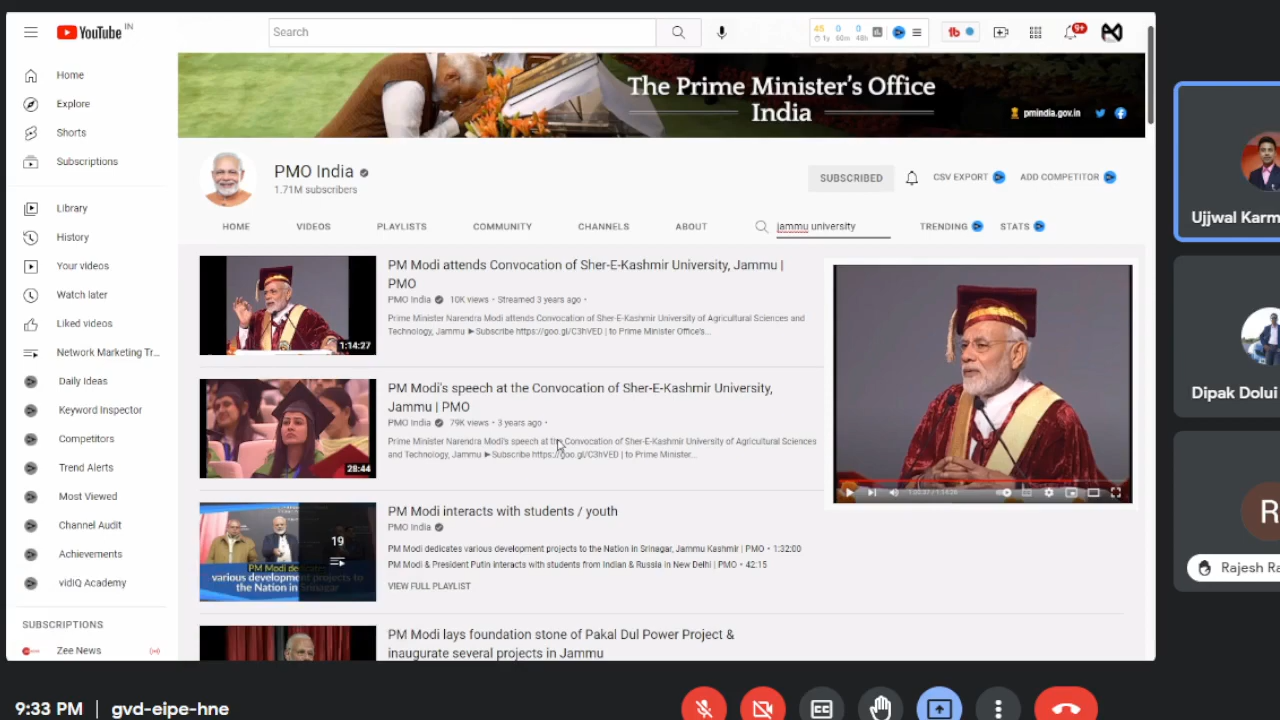 YouTube IN
Search
45 0 0
1s 60m 48h
tb
9+
Home
Explore
Shorts
Subscriptions
Library
History
Your videos
Watch later
Liked videos
Network Marketing Tr...
Daily Ideas
Keyword Inspector
Competitors
Trend Alerts
Most Viewed
Channel Audit
Achievements
vidIQ Academy
SUBSCRIPTIONS
Zee News
The Prime Minister's Office
India
pmindia.gov.in
PMO India
1.71M subscribers
SUBSCRIBED
CSV EXPORT
ADD COMPETITOR
HOME VIDEOS PLAYLISTS COMMUNITY CHANNELS ABOUT jammu university TRENDING STATS
1:14:27
PM Modi attends Convocation of Sher-E-Kashmir University, Jammu |
PMO
PMO India 10K views • Streamed 3 years ago •
Prime Minister Narendra Modi attends Convocation of Sher-E-Kashmir University of Agricultural Sciences and
Technology, Jammu ►Subscribe https://goo.gl/C3hVED | to Prime Minister Office's...
28:44
PM Modi's speech at the Convocation of Sher-E-Kashmir University,
Jammu | PMO
PMO India 79K views • 3 years ago •
Prime Minister Narendra Modi's speech at the Convocation of Sher-E-Kashmir University of Agricultural Sciences
and Technology, Jammu ►Subscribe https://goo.gl/C3hVED | to Prime Minister...
19
PM Modi dedicates
various development projects to
the Nation in Srinagar
PM Modi interacts with students / youth
PMO India
PM Modi dedicates various development projects to the Nation in Srinagar, Jammu Kashmir | PMO • 1:32:00
PM Modi & President Putin interacts with students from Indian & Russia in New Delhi | PMO • 42:15
VIEW FULL PLAYLIST
PM Modi lays foundation stone of Pakal Dul Power Project &
inaugurate several projects in Jammu
Ujjwal Karm
Dipak Dolui
R
Rajesh Ra
9:33 PM | gvd-eipe-hne